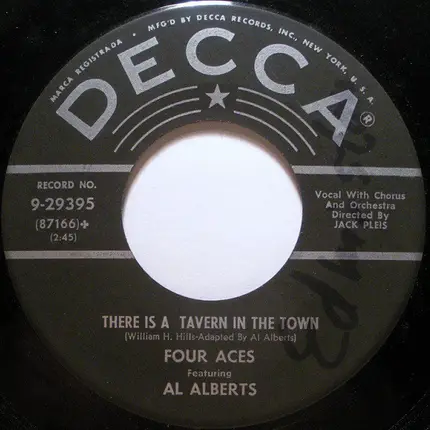 MARCA REGISTRADA • MFG'D BY DECCA RECORDS, INC., NEW YORK, U. S. A.
DECCA®
RECORD NO.
9-29395
(87166)✚
(2:45)
Vocal With Chorus
And Orchestra
Directed By
JACK PLEIS
THERE IS A TAVERN IN THE TOWN
(William H. Hills-Adapted By Al Alberts)
FOUR ACES
Featuring
AL ALBERTS